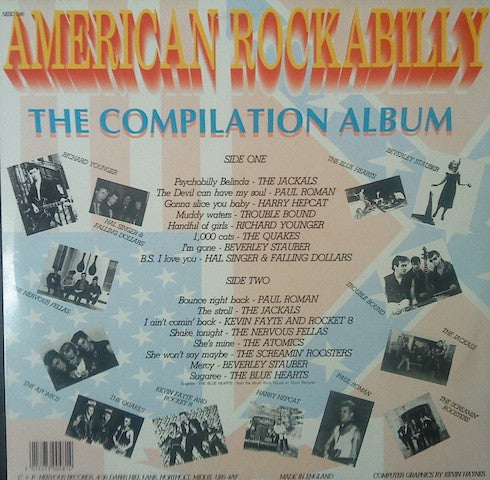 AMERICAN ROCKABILLY
THE COMPILATION ALBUM
SIDE ONE
Psychobilly Belinda - THE JACKALS
The Devil can have my soul - PAUL ROMAN
Gonna slice you baby - HARRY HEPCAT
Muddy waters - TROUBLE BOUND
Handful of girls - RICHARD YOUNGER
1,000 cats - THE QUAKES
I'm gone - BEVERLEY STAUBER
B.S. I love you - HAL SINGER & FALLING DOLLARS
SIDE TWO
Bounce right back - PAUL ROMAN
The stroll - THE JACKALS
I ain't comin' back - KEVIN FAYTE AND ROCKET 8
Shake tonight - THE NERVOUS FELLAS
She's mine - THE ATOMICS
She won't say maybe - THE SCREAMIN' ROOSTERS
Mercy - BEVERLEY STAUBER
Sugaree - THE BLUE HEARTS
RICHARD YOUNGER
HAL SINGER &
FALLING DOLLARS
THE BLUE HEARTS
BEVERLEY STAUBER
THE NERVOUS FELLAS
TROUBLE BOUND
THE JACKALS
THE ATOMICS
THE QUAKES
KEVIN FAYTE AND
ROCKET 8
HARRY HEPCAT
PAUL ROMAN
THE SCREAMIN'
ROOSTERS
NERVOUS RECORDS, HILL LANE, NORTHOLT, MIDDX.
MADE IN ENGLAND
COMPUTER GRAPHICS BY KEVIN HAYNES